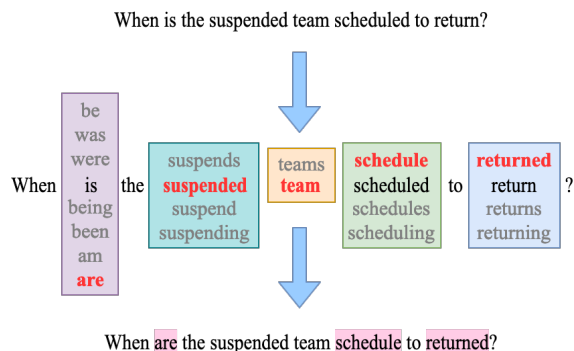 When is the suspended team scheduled to return?
be
was
were
When is the
being
been
am
are
suspends
suspended
suspend
suspending
teams
team
schedule
scheduled to
schedules
scheduling
returned
return ?
returns
returning
When are the suspended team schedule to returned?